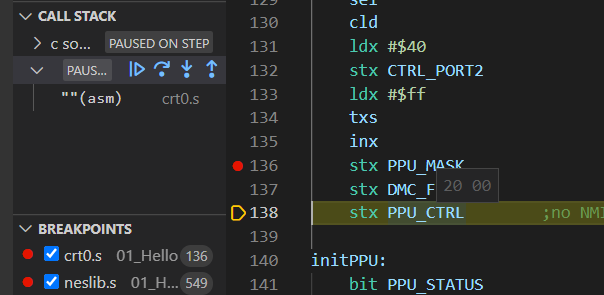 CALL STACK
c so... PAUSED ON STEP
PAUS...
""(asm) crt0.s
BREAKPOINTS
crt0.s 01_Hello 136
neslib.s 01_H... 549
130 cld
131 ldx #$40
132 stx CTRL_PORT2
133 ldx #$ff
134 txs
135 inx
136 stx PPU_MASK
137 stx DMC_F
20 00
138 stx PPU_CTRL ;no NMI
139
140 initPPU:
141 bit PPU_STATUS